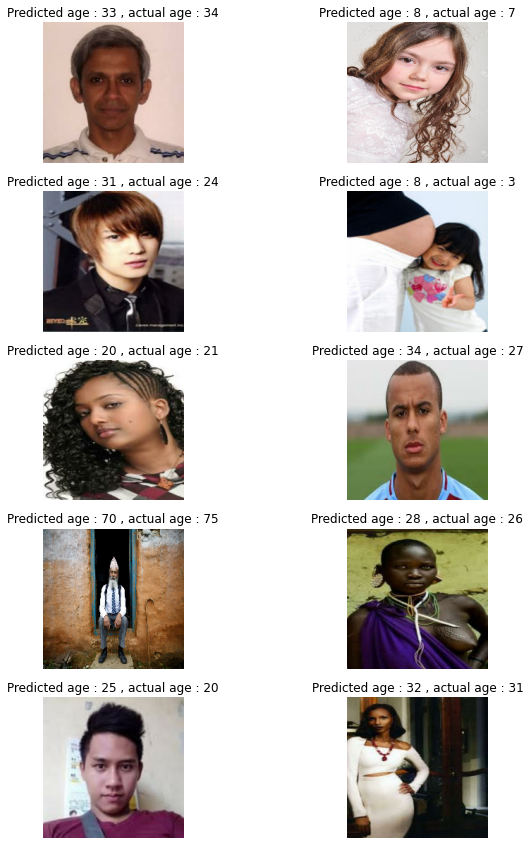 Predicted age : 33 , actual age : 34
Predicted age : 8 , actual age : 7
Predicted age : 31 , actual age : 24
Predicted age : 8 , actual age : 3
Predicted age : 20 , actual age : 21
Predicted age : 34 , actual age : 27
Predicted age : 70 , actual age : 75
Predicted age : 28 , actual age : 26
Predicted age : 25 , actual age : 20
Predicted age : 32 , actual age : 31